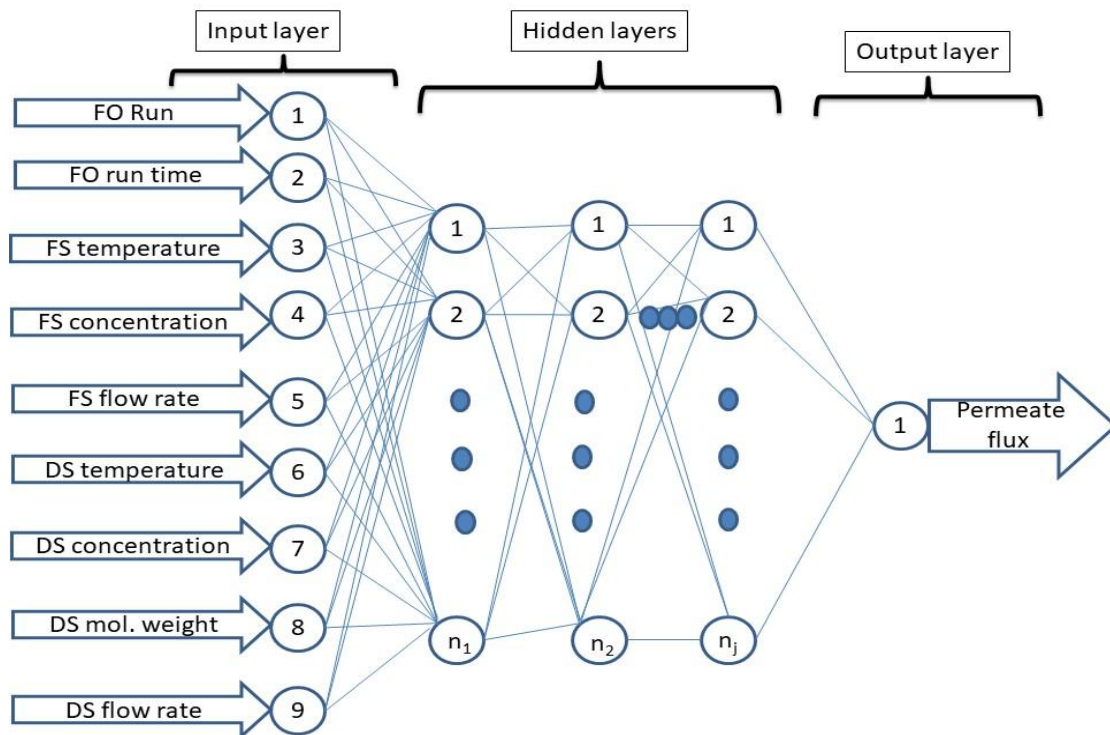 Input layer
Hidden layers
Output layer
FO Run
1
FO run time
2
FS temperature
3
FS concentration
4
FS flow rate
5
DS temperature
6
DS concentration
7
DS mol. weight
8
DS flow rate
9
1
2
n1
1
2
n2
1
2
nj
1
Permeate
flux